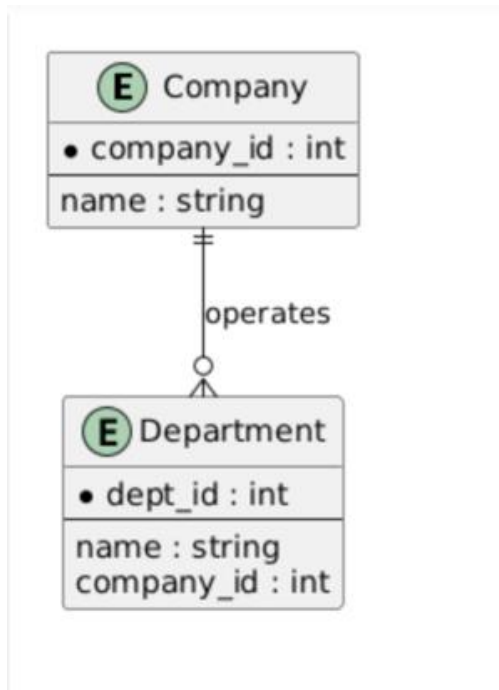 E Company
• company_id : int
name : string
operates
E Department
• dept_id : int
name : string
company_id : int